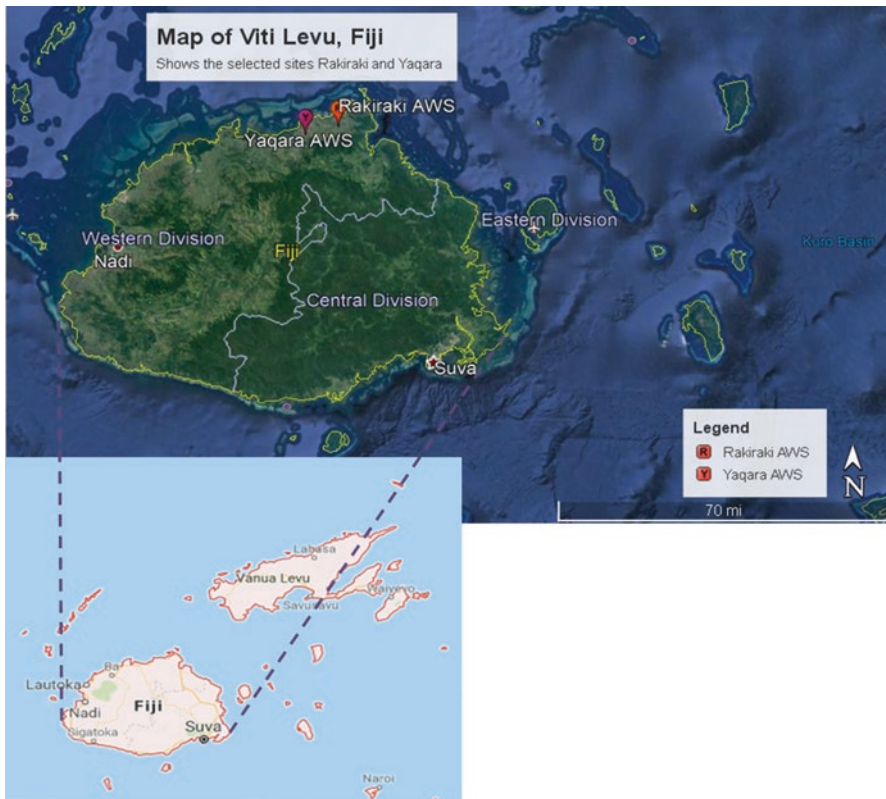 Map of Viti Levu, Fiji
Shows the selected sites Rakiraki and Yaqara
Rakiraki AWS
Y
Yaqara AWS
Eastern Division
Western Division
Nadi
Fiji
Koro Basin
Central Division
Suva
Legend
R Rakiraki AWS
Y Yaqara AWS
N
70 mi
Labasa
Vanua Levu
Waiyevo
Savusavu
Ba
Lautoka
Fiji
Nadi
Suva
Sigatoka
Naroi